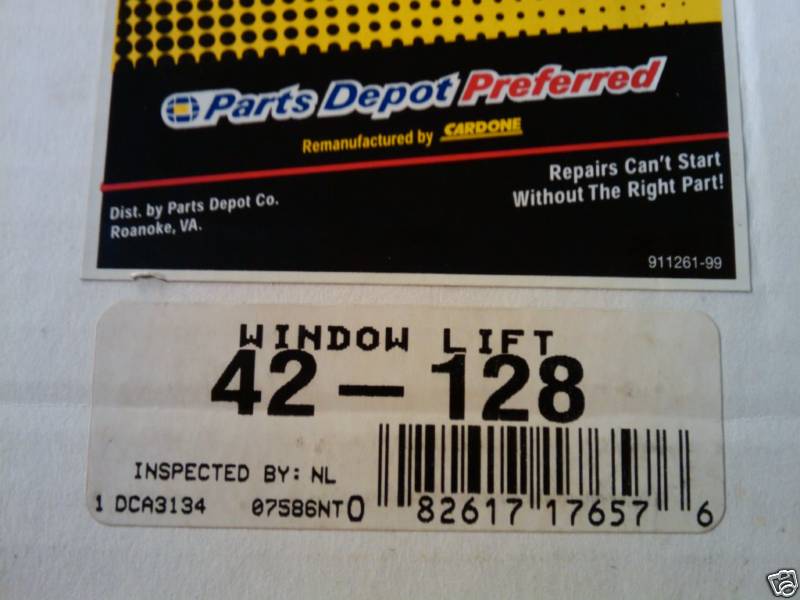 Parts Depot Preferred
Remanufactured by CARDONE
Repairs Can't Start
Without The Right Part!
Dist. by Parts Depot Co.
Roanoke, VA.
911261-99
WINDOW LIFT
42-128
INSPECTED BY: NL
1 DCA3134 07586NT 0 82617 17657 6